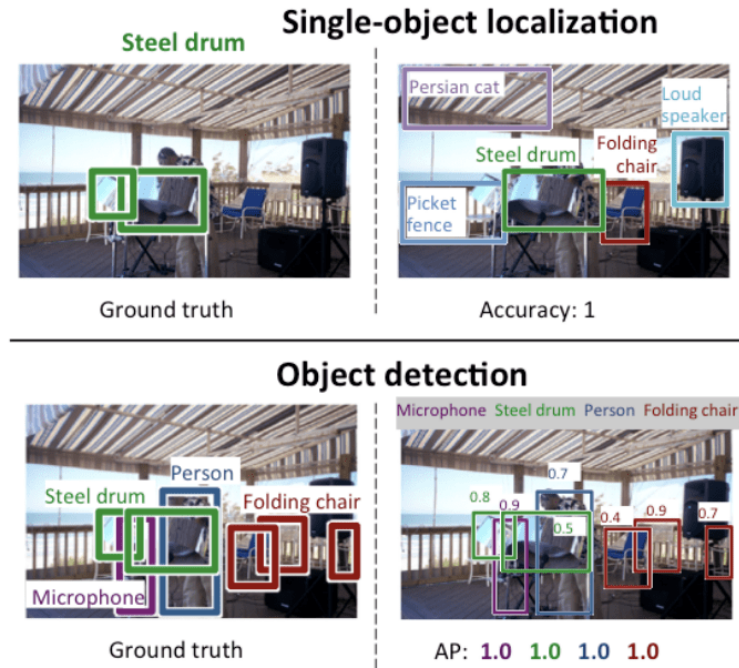 Single-object localization
Steel drum
Persian cat
Loud
speaker
Steel drum
Folding
chair
Picket
fence
Ground truth
Accuracy: 1
Object detection
Microphone Steel drum Person Folding chair
Person
Steel drum
Folding chair
Microphone
0.7
0.8
0.9
0.5
0.4
0.9
0.7
Ground truth
AP: 1.0 1.0 1.0 1.0